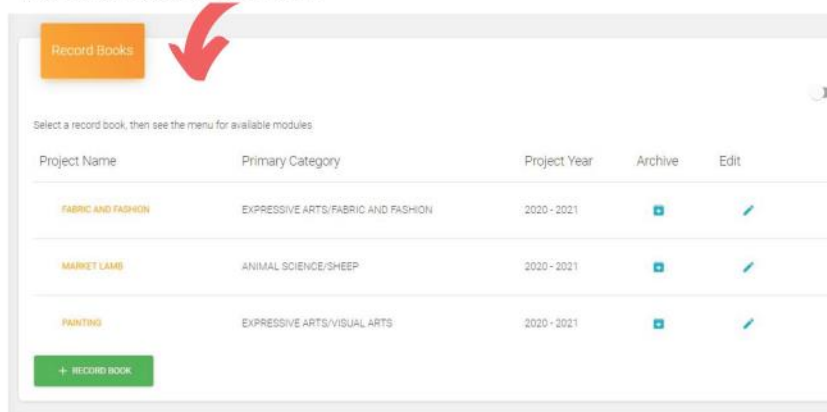 Record Books
Select a record book, then see the menu for available modules
Project Name Primary Category Project Year Archive Edit
FABRIC AND FASHION EXPRESSIVE ARTS/FABRIC AND FASHION 2020 - 2021
MARKET LAMB ANIMAL SCIENCE/SHEEP 2020 - 2021
PAINTING EXPRESSIVE ARTS/VISUAL ARTS 2020 - 2021
+ RECORD BOOK